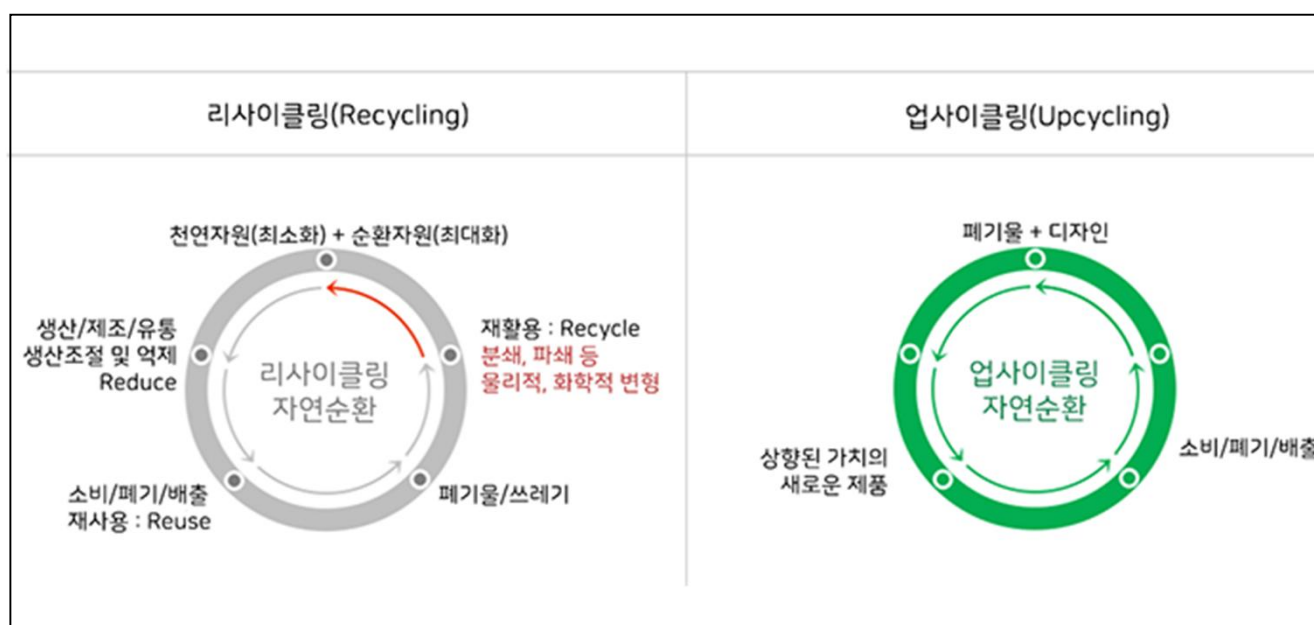 리사이클링(Recycling)
업사이클링(Upcycling)
천연자원(최소화) + 순환자원(최대화)
생산/제조/유통
생산조절 및 억제
Reduce
재활용 : Recycle
분쇄, 파쇄 등
물리적, 화학적 변형
리사이클링
자연순환
소비/폐기/배출
재사용 : Reuse
폐기물/쓰레기
폐기물 + 디자인
업사이클링
자연순환
상향된 가치의
새로운 제품
소비/폐기/배출